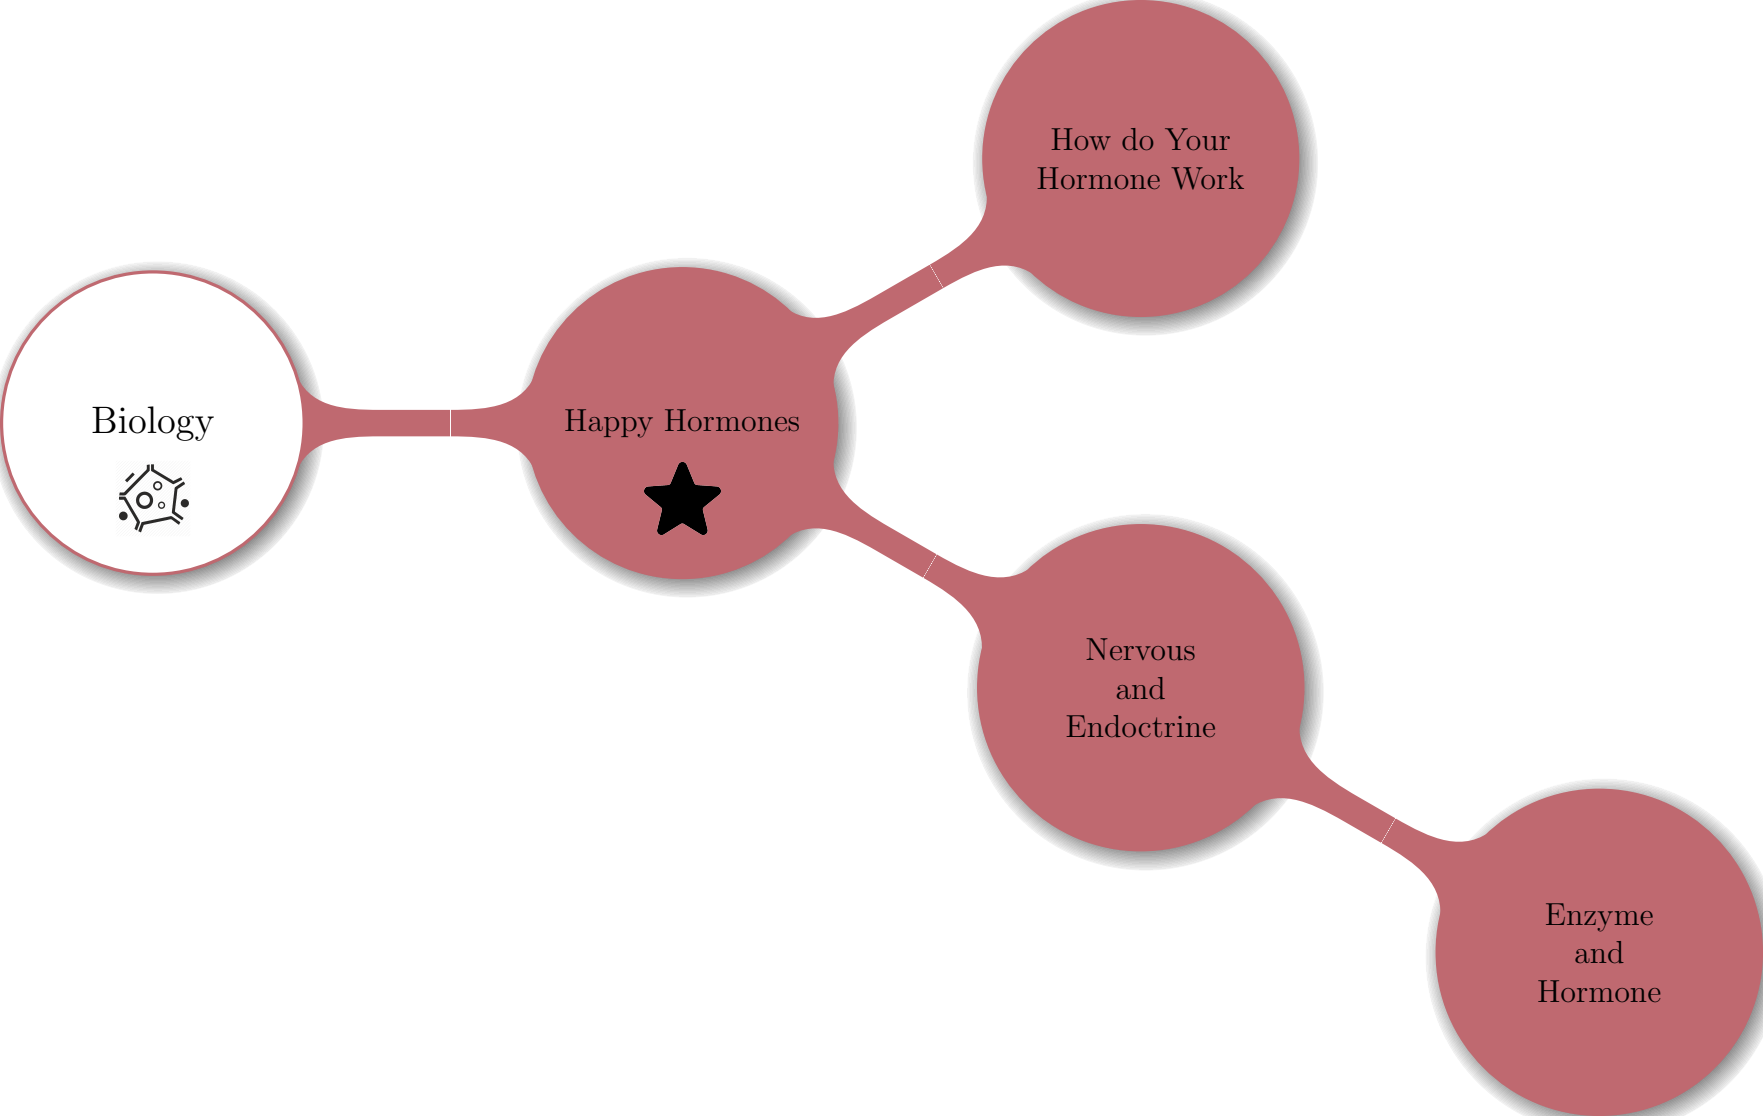 Biology
Happy Hormones
How do Your
Hormone Work
Nervous
and
Endoctrine
Enzyme
and
Hormone